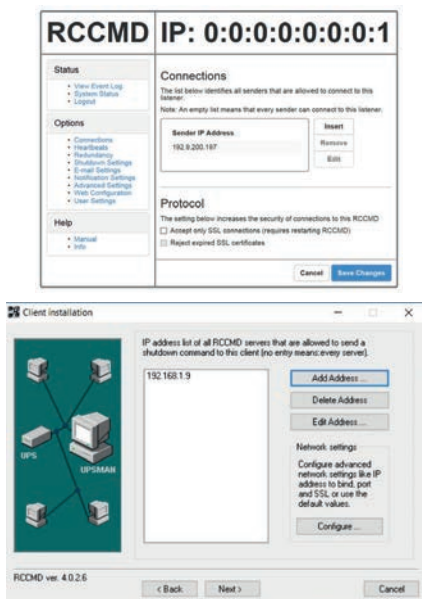 RCCMD IP: 0:0:0:0:0:0:0:1
Status
View Event Log
System Status
Logout
Options
Connections
Heartbeats
Redundancy
Shutdown Settings
E-mail Settings
Notification Settings
Advanced Settings
Web Configuration
User Settings
Help
Manual
Info
Connections
The list below identifies all senders that are allowed to connect to this
listener.
Note: An empty list means that every sender can connect to this listener.
Sender IP Address
192.9.200.197
Insert
Remove
Edit
Protocol
The setting below increases the security of connections to this RCCMD
Accept only SSL connections (requires restarting RCCMD)
Reject expired SSL certificates
Cancel
Save Changes
Client installation
UPS
UPSMAN
IP address list of all RCCMD servers that are allowed to send a
shutdown command to this client (no entry means:every server).
192.168.1.9
Add Address ...
Delete Address
Edit Address ...
Network settings
Configure advanced
network settings like IP
address to bind, port
and SSL or use the
default values.
Configure ...
RCCMD ver. 4.0.2.6
< Back
Next >
Cancel